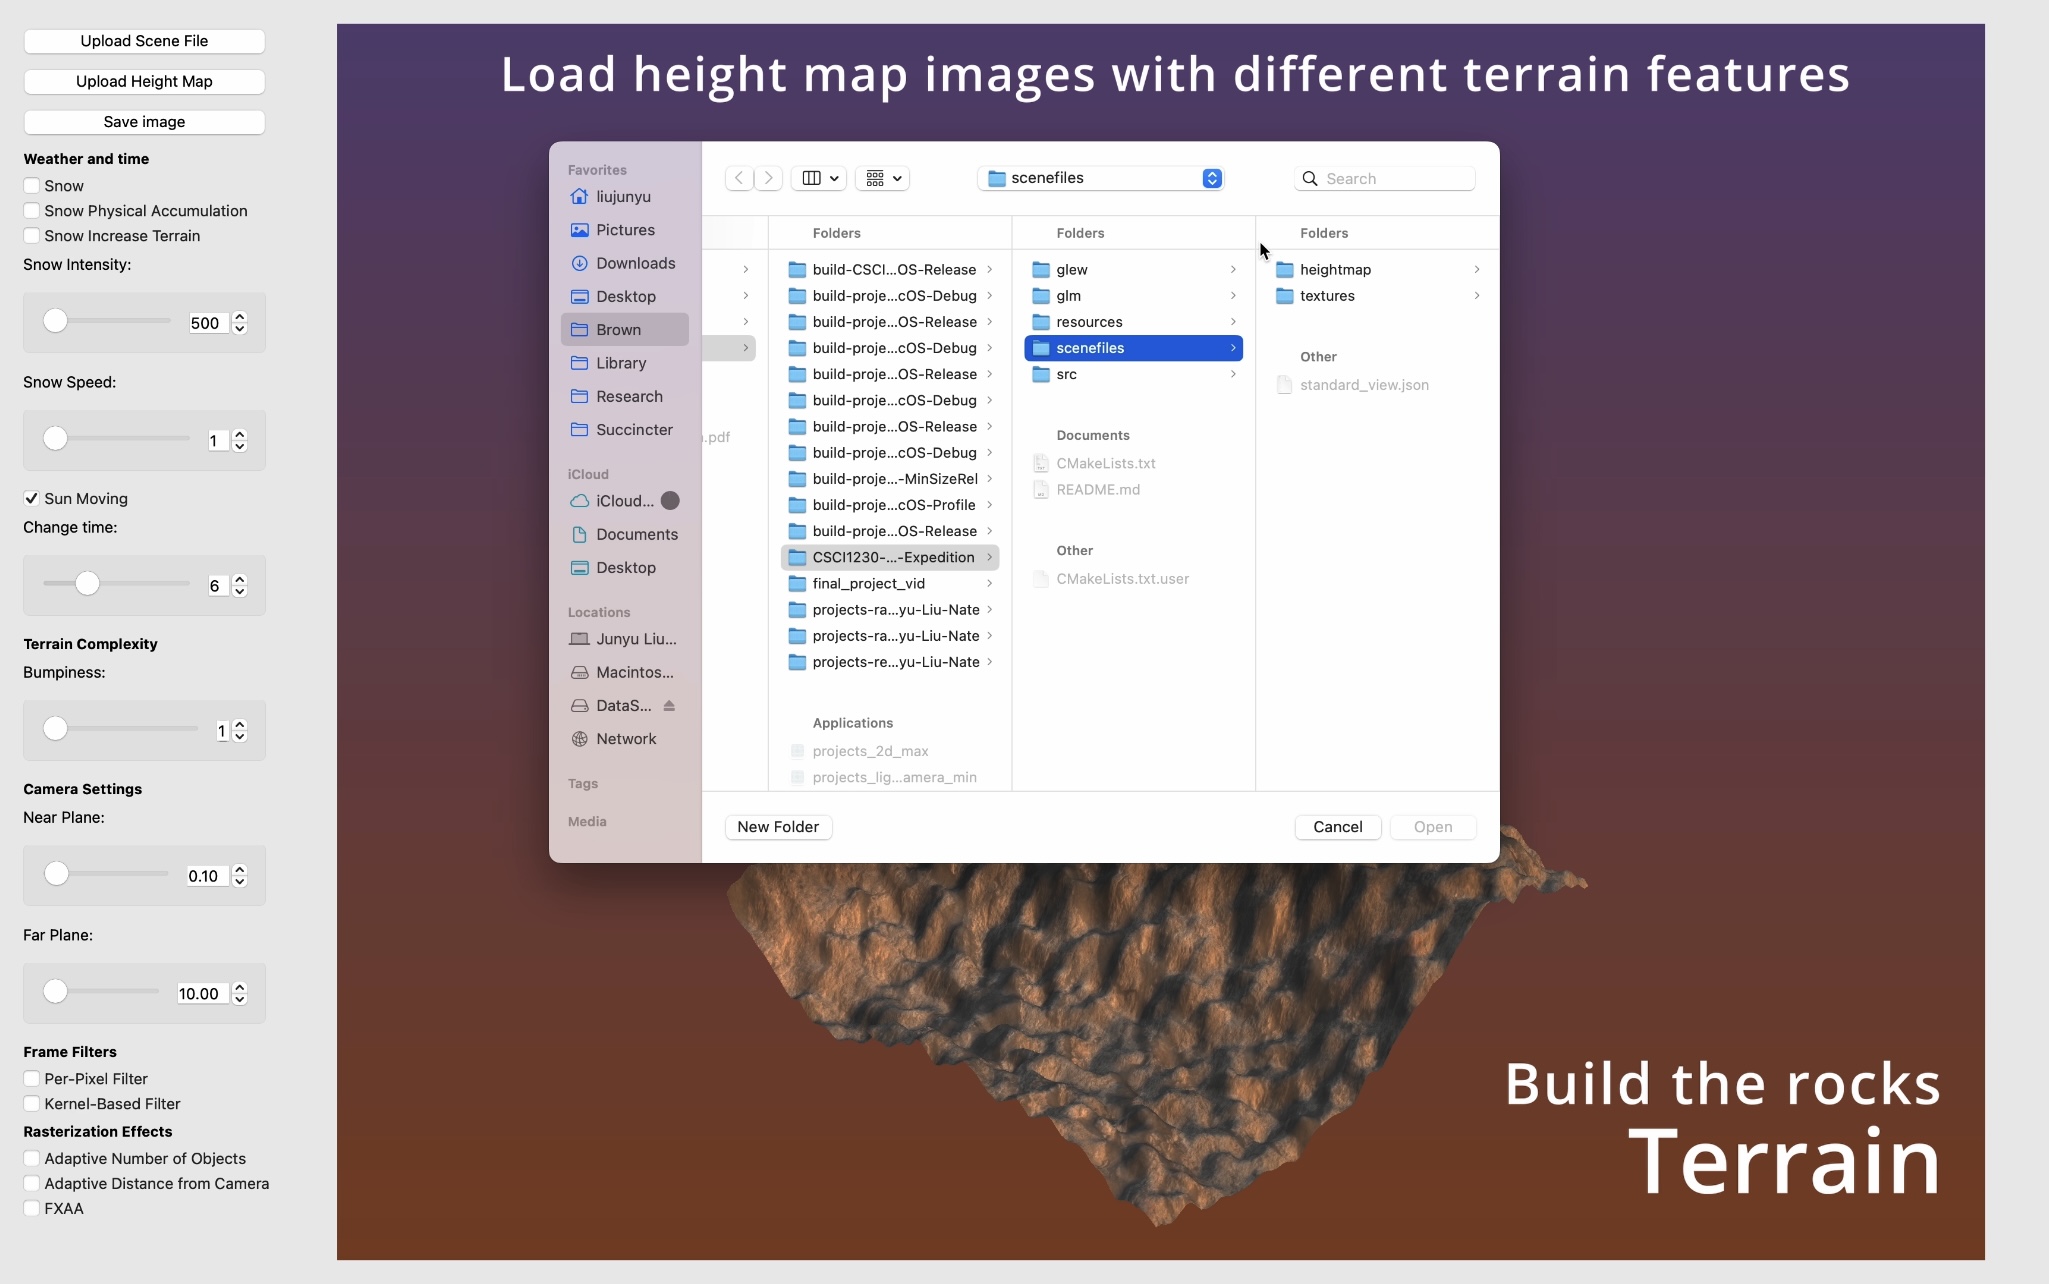 Upload Scene File
Upload Height Map
Save image
Weather and time
Snow
Snow Physical Accumulation
Snow Increase Terrain
Snow Intensity:
500
Snow Speed:
1
Sun Moving
Change time:
6
Terrain Complexity
Bumpiness:
1
Camera Settings
Near Plane:
0.10
Far Plane:
10.00
Frame Filters
Per-Pixel Filter
Kernel-Based Filter
Rasterization Effects
Adaptive Number of Objects
Adaptive Distance from Camera
FXAA
Load height map images with different terrain features
Favorites
liujunyu
Pictures
Downloads
Desktop
Brown
Library
Research
Succincter
iCloud
iCloud...
Documents
Desktop
Locations
Junyu Liu...
Macintos...
DataS...
Network
Tags
Media
scenefiles
Search
.pdf
Folders
build-CSCI...OS-Release
build-proje...cOS-Debug
build-proje...OS-Release
build-proje...cOS-Debug
build-proje...OS-Release
build-proje...cOS-Debug
build-proje...OS-Release
build-proje...cOS-Debug
build-proje...-MinSizeRel
build-proje...cOS-Profile
build-proje...OS-Release
CSCI1230-...-Expedition
final_project_vid
projects-ra...yu-Liu-Nate
projects-ra...yu-Liu-Nate
projects-re...yu-Liu-Nate
Applications
projects_2d_max
projects_lig...amera_min
Folders
glew
glm
resources
scenefiles
src
Documents
CMakeLists.txt
README.md
Other
CMakeLists.txt.user
Folders
heightmap
textures
Other
standard_view.json
New Folder
Cancel
Open
Build the rocks
Terrain